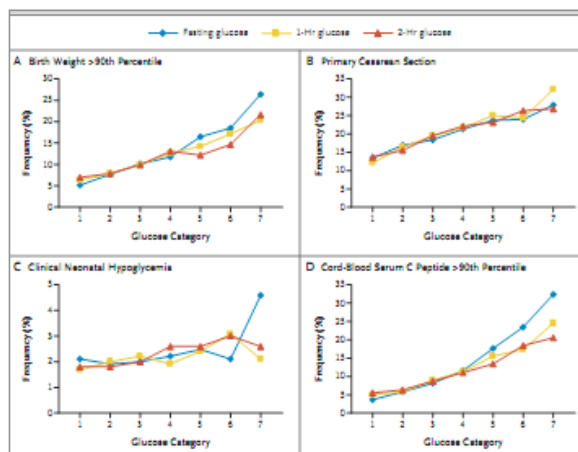 Fasting glucose 1-Hr glucose 2-Hr glucose
A Birth Weight >90th Percentile
Frequency (%)
30
25
20
15
10
5
0
1 2 3 4 5 6 7
Glucose Category
B Primary Cesarean Section
Frequency (%)
35
30
25
20
15
10
5
0
1 2 3 4 5 6 7
Glucose Category
C Clinical Neonatal Hypoglycemia
Frequency (%)
5
4
3
2
1
0
1 2 3 4 5 6 7
Glucose Category
D Cord-Blood Serum C Peptide >90th Percentile
Frequency (%)
35
30
25
20
15
10
5
0
1 2 3 4 5 6 7
Glucose Category